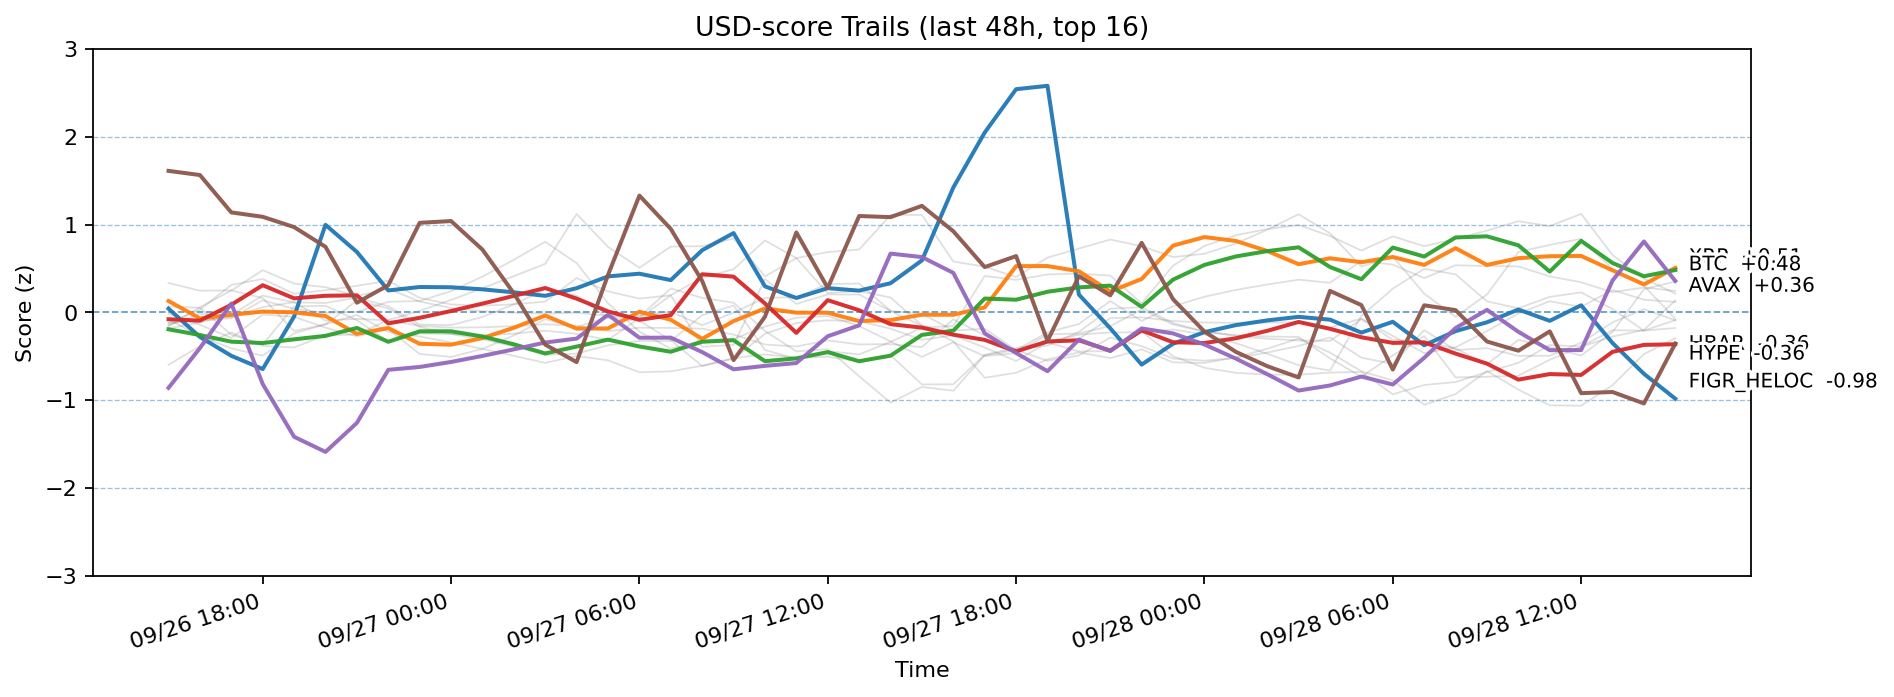 USD-score Trails (last 48h, top 16)
Score (z)
3
2
1
0
−1
−2
−3
BTC +0.48
AVAX +0.36
HYPE -0.36
FIGR_HELOC -0.98
09/26 18:00
09/27 00:00
09/27 06:00
09/27 12:00
09/27 18:00
09/28 00:00
09/28 06:00
09/28 12:00
Time